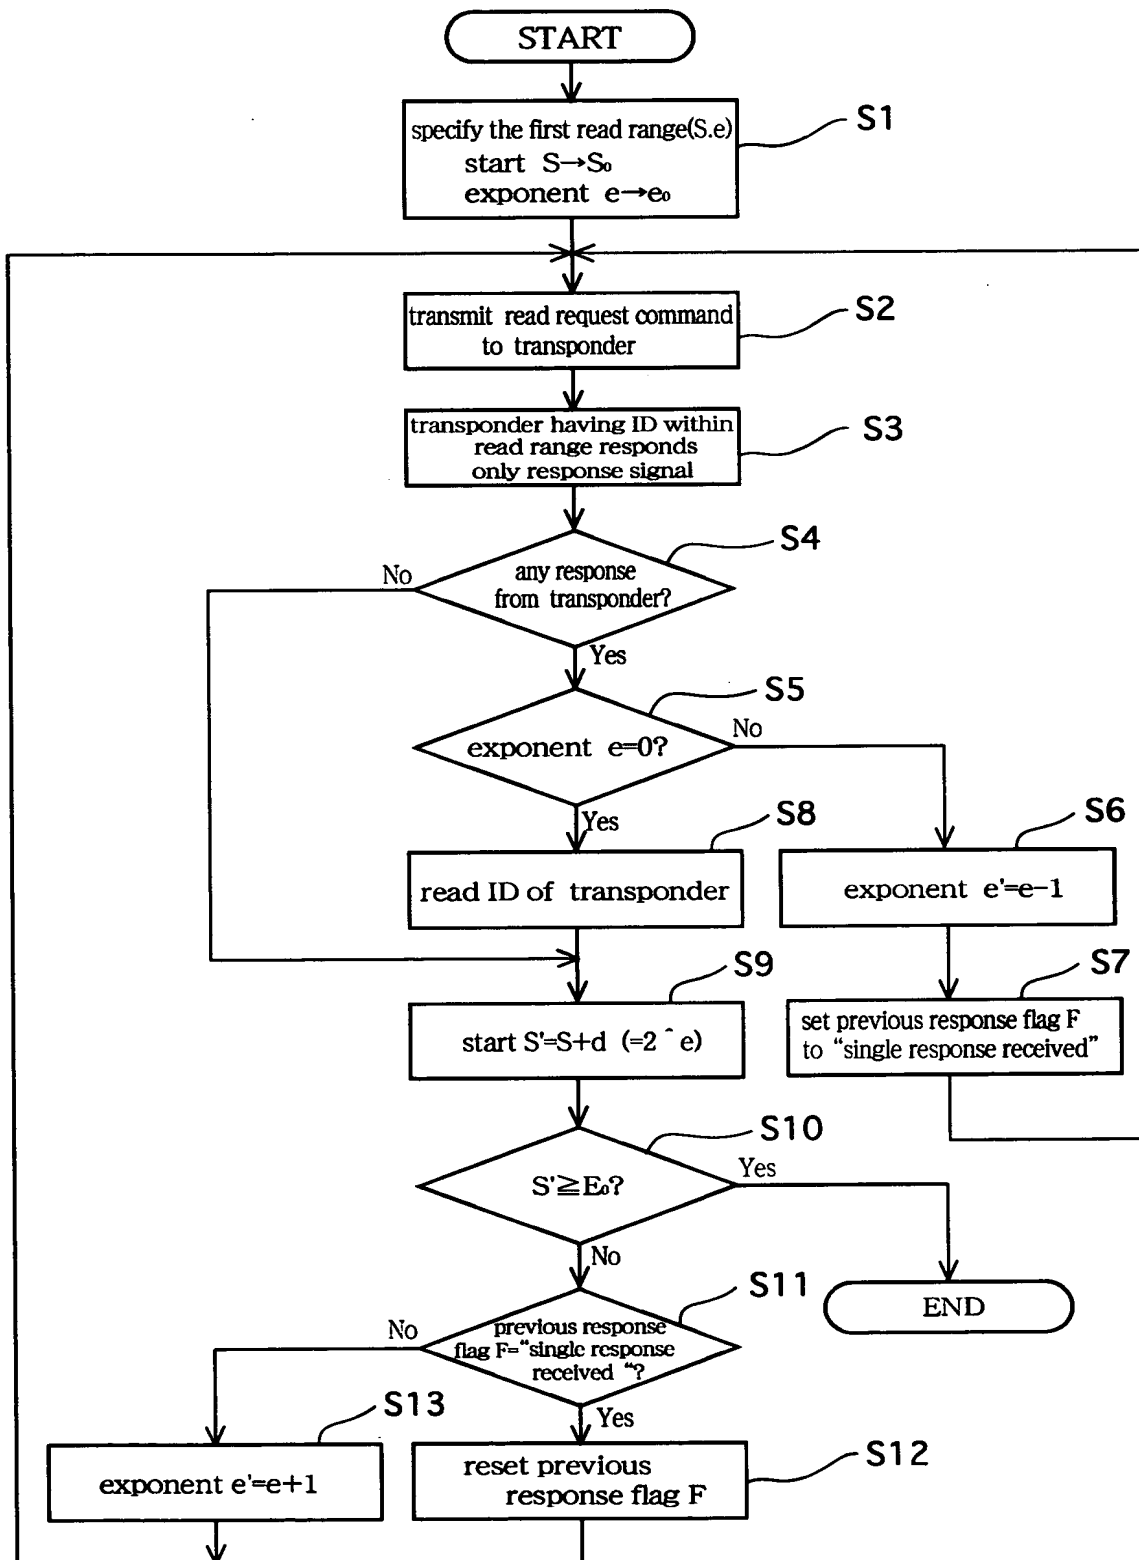 START
specify the first read range(S.e)
start S→S₀
exponent e→e₀
S1
transmit read request command
to transponder
S2
transponder having ID within
read range responds
only response signal
S3
S4
any response
from transponder?
No
Yes
S5
exponent e=0?
No
Yes
S8
read ID of transponder
S6
exponent e'=e-1
S9
start S'=S+d (=2＾e)
S7
set previous response flag F
to “single response received”
S10
S'≧E₀?
Yes
No
END
S11
previous response
flag F=“single response
received “?
No
Yes
S13
exponent e'=e+1
S12
reset previous
response flag F